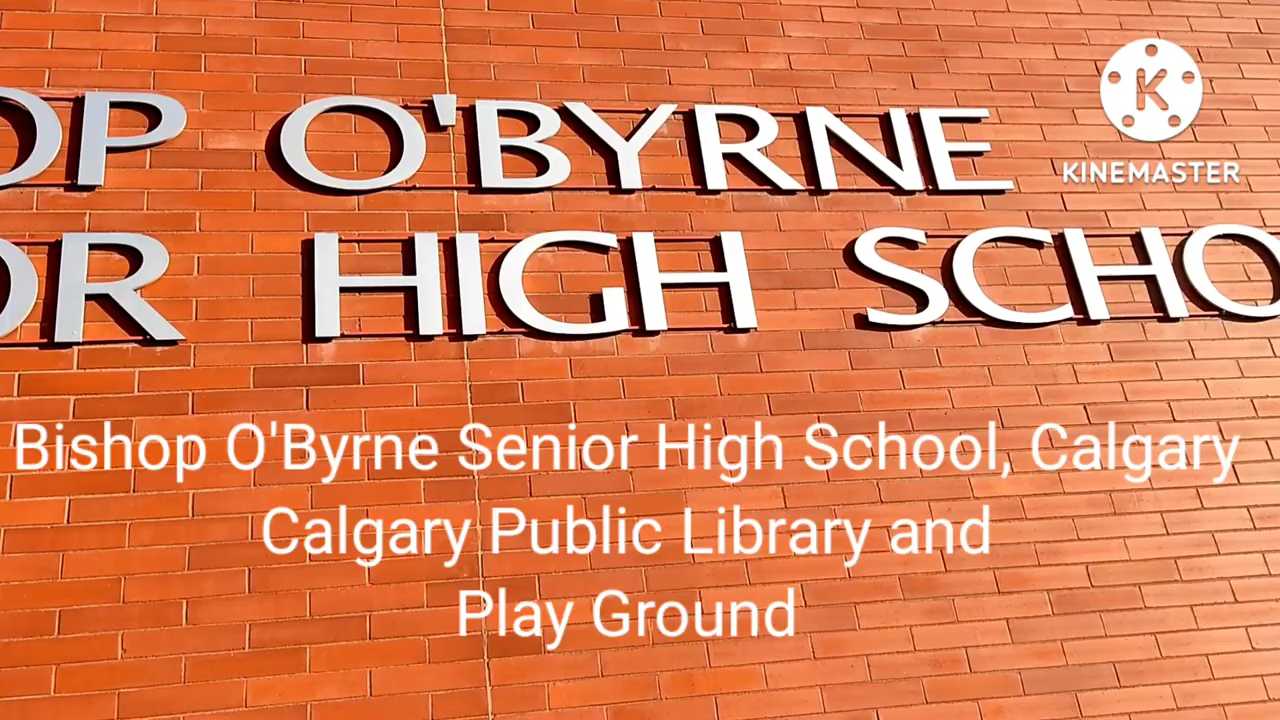 OP O'BYRNE
OR HIGH SCHO
K
KINEMASTER
Bishop O'Byrne Senior High School, Calgary
Calgary Public Library and
Play Ground